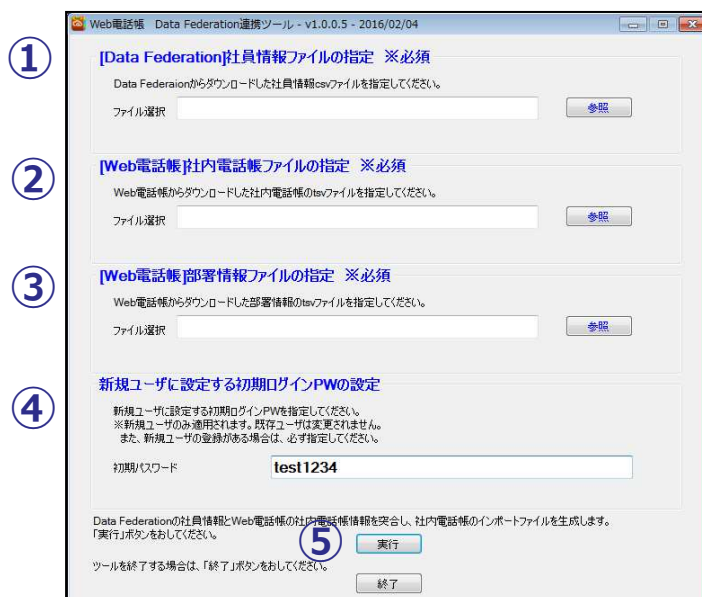 Web電話帳 Data Federation連携ツール - v1.0.0.5 - 2016/02/04
①
[Data Federation]社員情報ファイルの指定 ※必須
Data Federaionからダウンロードした社員情報csvファイルを指定してください。
ファイル選択
参照
②
[Web電話帳]社内電話帳ファイルの指定 ※必須
Web電話帳からダウンロードした社内電話帳のtsvファイルを指定してください。
ファイル選択
参照
③
[Web電話帳]部署情報ファイルの指定 ※必須
Web電話帳からダウンロードした部署情報のtsvファイルを指定してください。
ファイル選択
参照
④
新規ユーザに設定する初期ログインPWの設定
新規ユーザに設定する初期ログインPWを指定してください。
※新規ユーザのみ適用されます。既存ユーザは変更されません。
また、新規ユーザの登録がある場合は、必ず指定してください。
初期パスワード
test1234
Data Federationの社員情報とWeb電話帳の社内電話帳情報を突合し、社内電話帳のインポートファイルを生成します。
「実行」ボタンをおしてください。
⑤
実行
ツールを終了する場合は、「終了」ボタンをおしてください。
終了